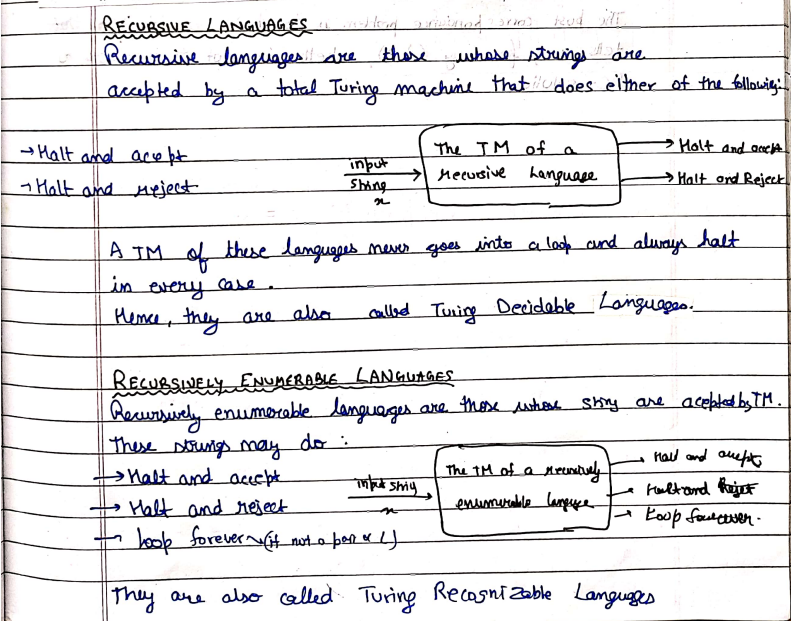 RECURSIVE LANGUAGES
Recursive languages are those whose strings are
accepted by a total Turing machine that does either of the following:
→ Halt and accept
→ Halt and reject
input
string
x
The TM of a
recursive Language
→ Halt and accept
→ Halt and Reject
A TM of these languages never goes into a loop and always halt
in every case.
Hence, they are also called Turing Decidable Languages.
RECURSIVELY ENUMERABLE LANGUAGES
Recursively enumerable languages are those whose string are accepted by TM.
These strings may do :
→ Halt and accept
→ Halt and reject
→ loop forever (if not a part of L)
input string
x
The TM of a recursively
enumerable language
→ Halt and accept
→ Halt and Reject
→ Loop forever.
They are also called Turing Recognizable Languages